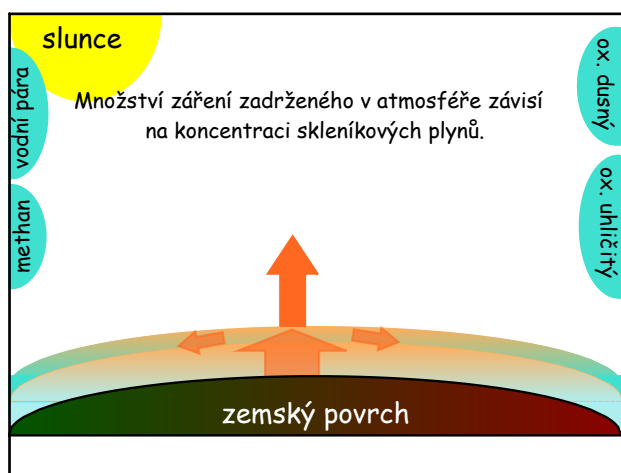 slunce
vodní pára
methan
Množství záření zadrženého v atmosféře závisí
na koncentraci skleníkových plynů.
ox. dusný
ox. uhličitý
zemský povrch